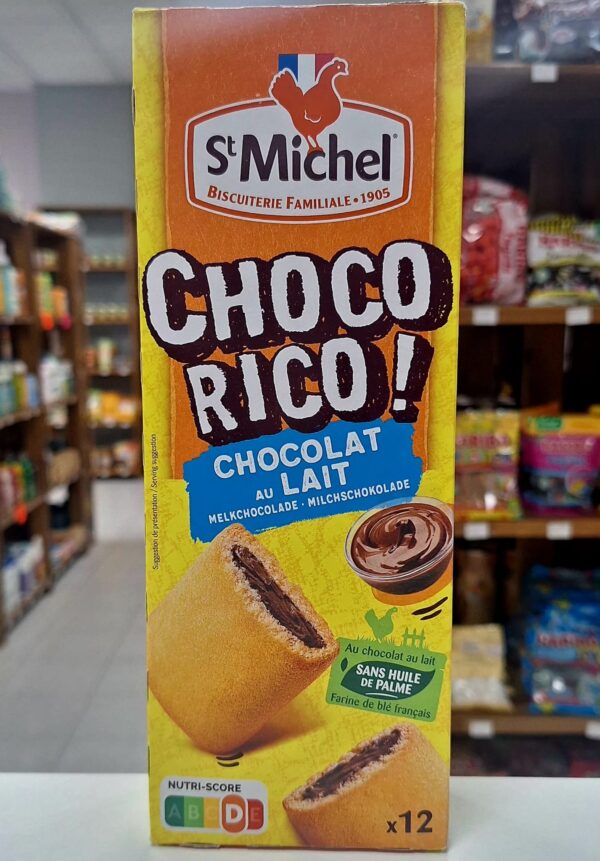 St Michel
BISCUITERIE FAMILIALE • 1905
CHOCO
RICO!
CHOCOLAT
AU LAIT
MELKCHOCOLADE · MILCHSCHOKOLADE
Suggestion de présentation / Serving suggestion
Au chocolat au lait
SANS HUILE
DE PALME
Farine de blé français
NUTRI-SCORE
A B C D E
x12